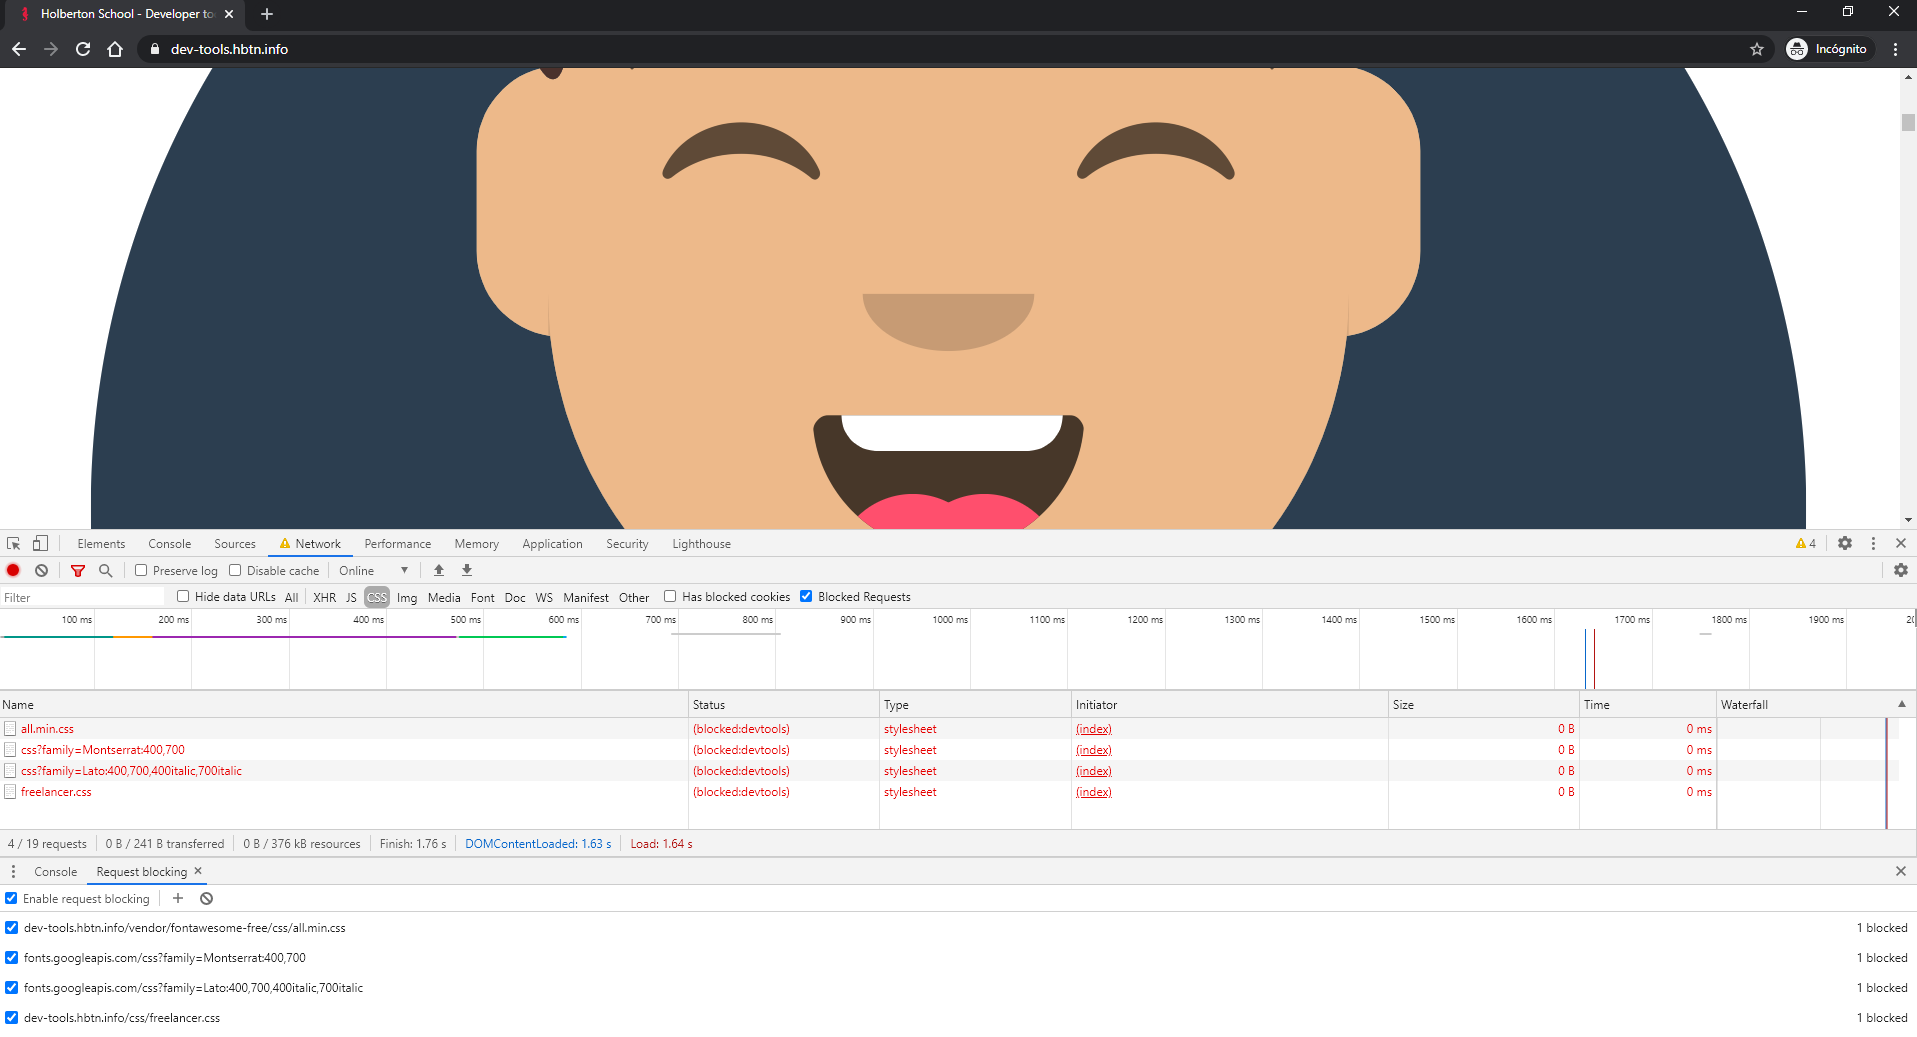 Holberton School - Developer to
dev-tools.hbtn.info
Incógnito
Elements Console Sources Network Performance Memory Application Security Lighthouse 4
Preserve log Disable cache Online
Filter Hide data URLs All XHR JS CSS Img Media Font Doc WS Manifest Other Has blocked cookies Blocked Requests
100 ms 200 ms 300 ms 400 ms 500 ms 600 ms 700 ms 800 ms 900 ms 1000 ms 1100 ms 1200 ms 1300 ms 1400 ms 1500 ms 1600 ms 1700 ms 1800 ms 1900 ms
Name Status Type Initiator Size Time Waterfall
all.min.css (blocked:devtools) stylesheet (index) 0 B 0 ms
css?family=Montserrat:400,700 (blocked:devtools) stylesheet (index) 0 B 0 ms
css?family=Lato:400,700,400italic,700italic (blocked:devtools) stylesheet (index) 0 B 0 ms
freelancer.css (blocked:devtools) stylesheet (index) 0 B 0 ms
4 / 19 requests 0 B / 241 B transferred 0 B / 376 kB resources Finish: 1.76 s DOMContentLoaded: 1.63 s Load: 1.64 s
Console Request blocking
Enable request blocking
dev-tools.hbtn.info/vendor/fontawesome-free/css/all.min.css 1 blocked
fonts.googleapis.com/css?family=Montserrat:400,700 1 blocked
fonts.googleapis.com/css?family=Lato:400,700,400italic,700italic 1 blocked
dev-tools.hbtn.info/css/freelancer.css 1 blocked